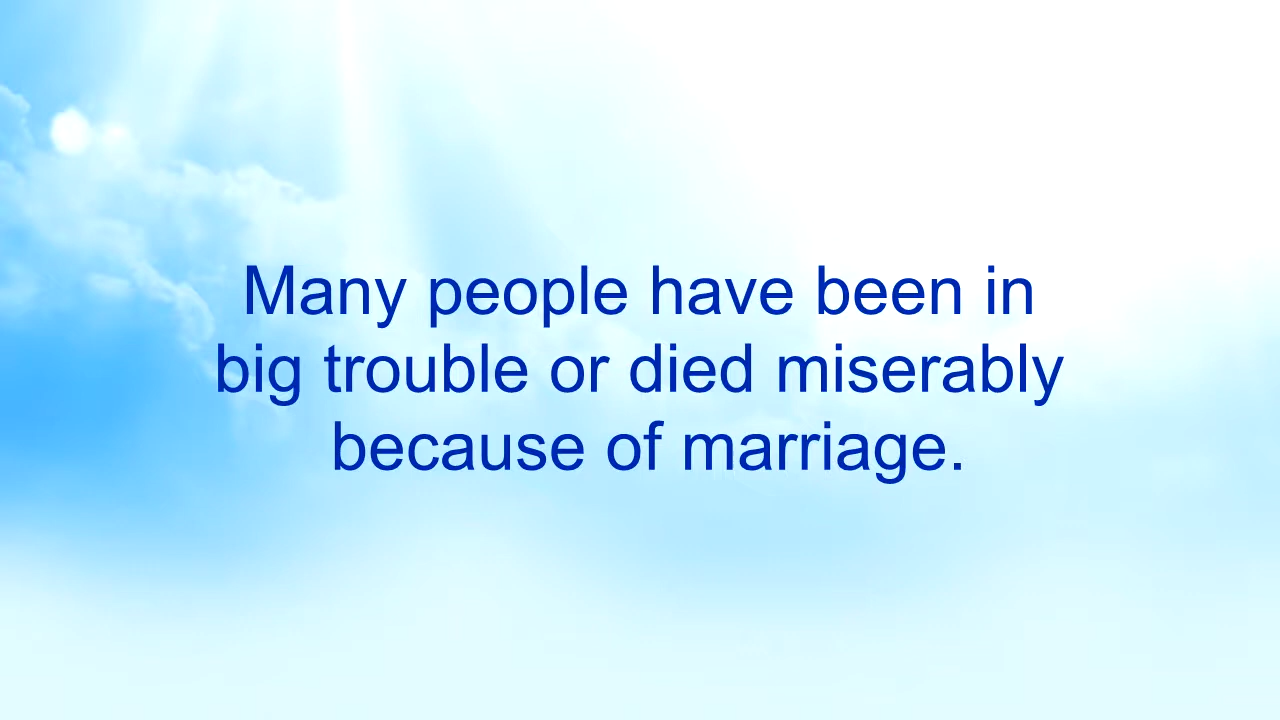 Many people have been in
big trouble or died miserably
because of marriage.